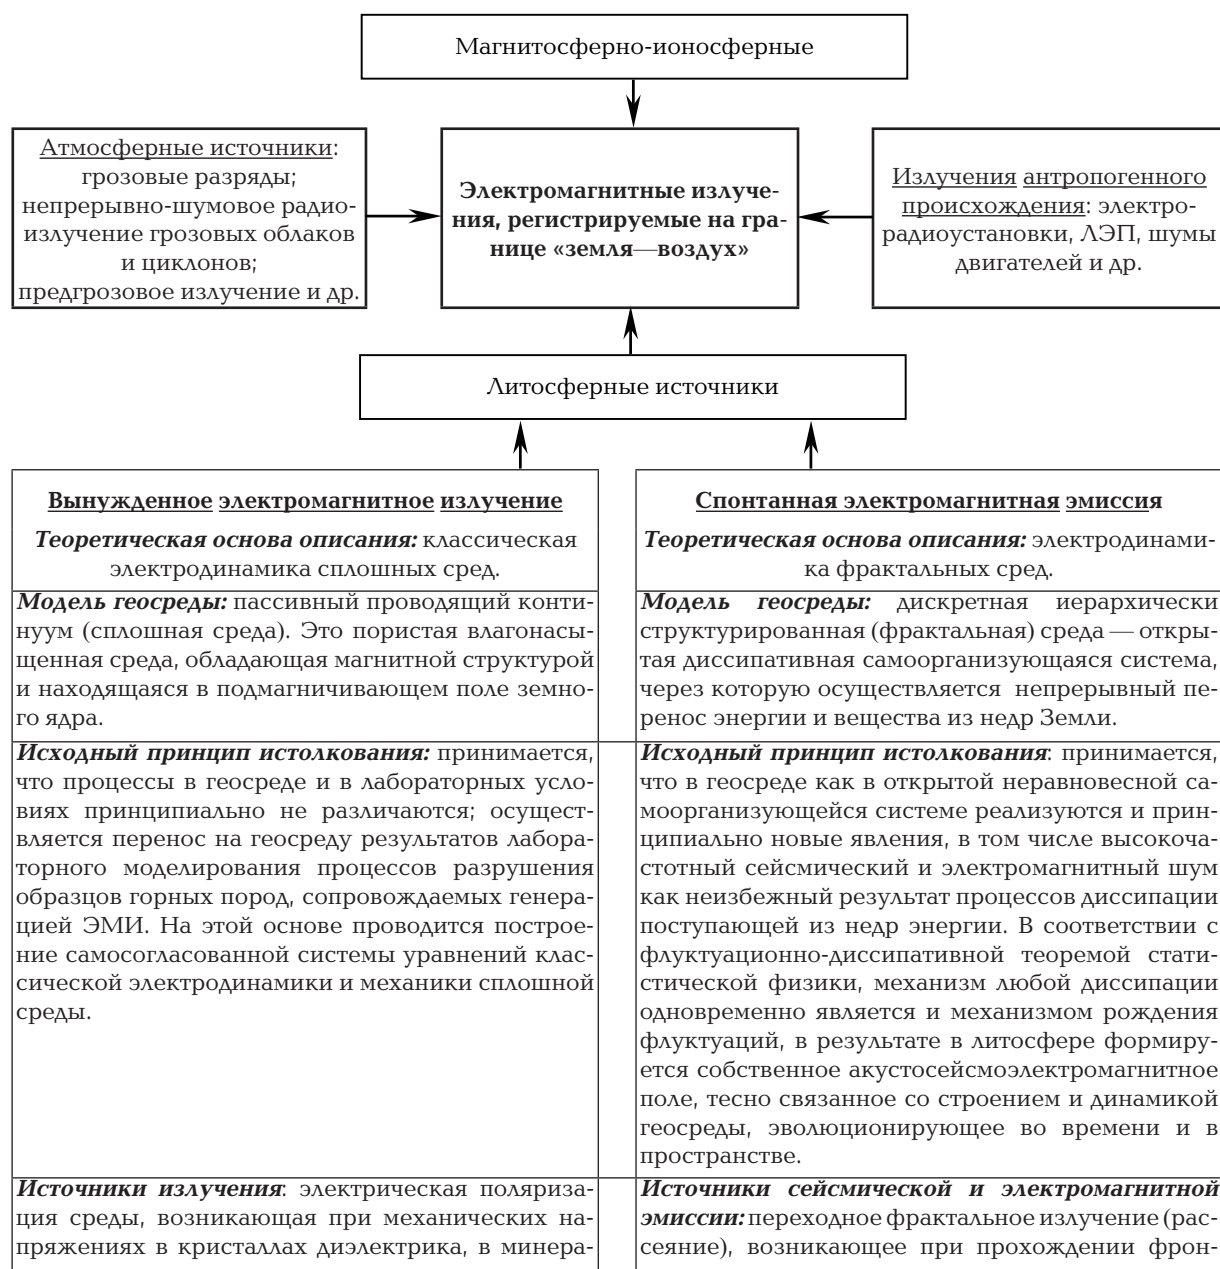 Магнитосферно-ионосферные
Атмосферные источники:
грозовые разряды;
непрерывно-шумовое радио-
излучение грозовых облаков
и циклонов;
предгрозовое излучение и др.
Электромагнитные излуче-
ния, регистрируемые на гра-
нице «земля—воздух»
Излучения антропогенного
происхождения: электро-
радиоустановки, ЛЭП, шумы
двигателей и др.
Литосферные источники
Вынужденное электромагнитное излучение
Теоретическая основа описания: классическая
электродинамика сплошных сред.
Модель геосреды: пассивный проводящий конти-
нуум (сплошная среда). Это пористая влагонасы-
щенная среда, обладающая магнитной структурой
и находящаяся в подмагничивающем поле земно-
го ядра.
Исходный принцип истолкования: принимается,
что процессы в геосреде и в лабораторных усло-
виях принципиально не различаются; осущест-
вляется перенос на геосреду результатов лабора-
торного моделирования процессов разрушения
образцов горных пород, сопровождаемых генера-
цией ЭМИ. На этой основе проводится построе-
ние самосогласованной системы уравнений клас-
сической электродинамики и механики сплошной
среды.
Источники излучения: электрическая поляриза-
ция среды, возникающая при механических на-
пряжениях в кристаллах диэлектрика, в минера-
Спонтанная электромагнитная эмиссия
Теоретическая основа описания: электродинами-
ка фрактальных сред.
Модель геосреды: дискретная иерархически
структурированная (фрактальная) среда — откры-
тая диссипативная самоорганизующаяся система,
через которую осуществляется непрерывный пе-
ренос энергии и вещества из недр Земли.
Исходный принцип истолкования: принимается,
что в геосреде как в открытой неравновесной са-
моорганизующейся системе реализуются и прин-
ципиально новые явления, в том числе высокоча-
стотный сейсмический и электромагнитный шум
как неизбежный результат процессов диссипации
поступающей из недр энергии. В соответствии с
флуктуационно-диссипативной теоремой стати-
стической физики, механизм любой диссипации
одновременно является и механизмом рождения
флуктуаций, в результате в литосфере формиру-
ется собственное акустосейсмоэлектромагнитное
поле, тесно связанное со строением и динамикой
геосреды, эволюционирующее во времени и в
пространстве.
Источники сейсмической и электромагнитной
эмиссии: переходное фрактальное излучение (рас-
сеяние), возникающее при прохождении фрон-